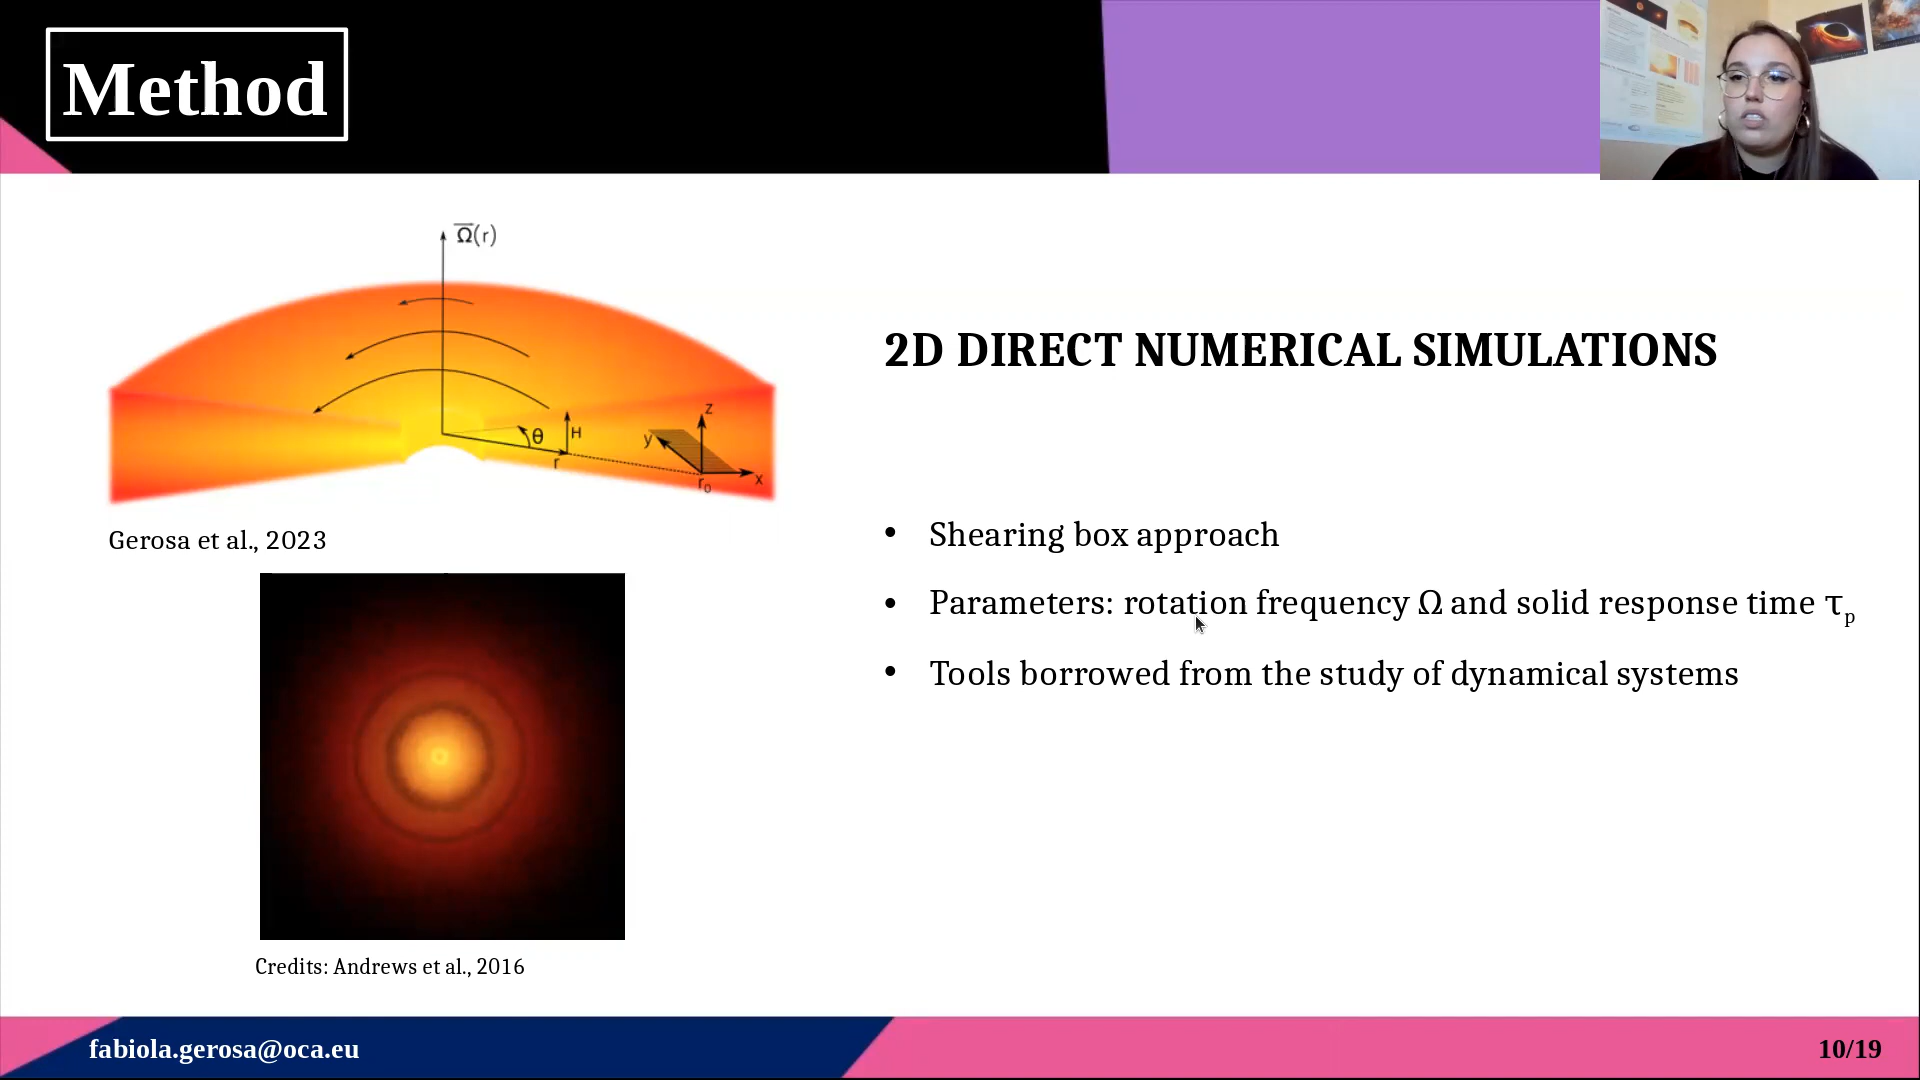 Method
Ω(r)
θ
H
r
r₀
z
y
x
Gerosa et al., 2023
Credits: Andrews et al., 2016
2D DIRECT NUMERICAL SIMULATIONS
• Shearing box approach
• Parameters: rotation frequency Ω and solid response time τₚ
• Tools borrowed from the study of dynamical systems
fabiola.gerosa@oca.eu
10/19